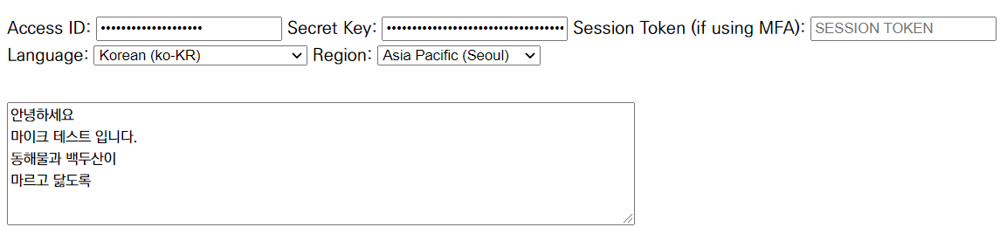 Access ID: Secret Key: Session Token (if using MFA): SESSION TOKEN
Language: Korean (ko-KR) Region: Asia Pacific (Seoul)
안녕하세요
마이크 테스트 입니다.
동해물과 백두산이
마르고 닳도록